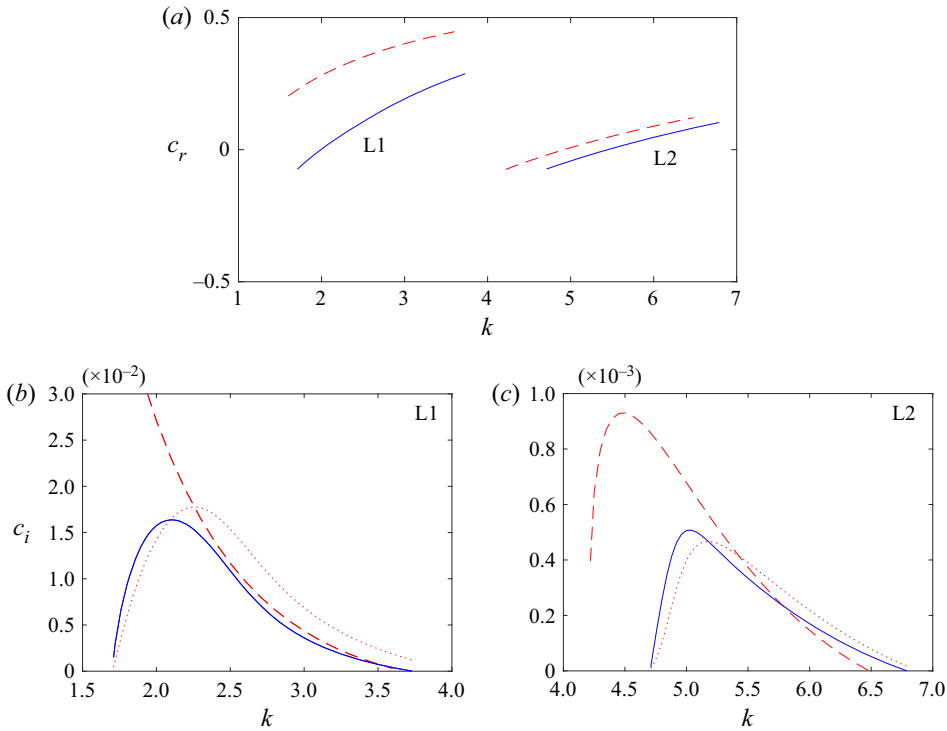 (a)
0.5
0
–0.5
c_r
L1
L2
1 2 3 4 5 6 7
k
(b)
(×10⁻²)
3.0
2.5
2.0
1.5
1.0
0.5
0
c_i
L1
1.5 2.0 2.5 3.0 3.5 4.0
k
(c)
(×10⁻³)
1.0
0.8
0.6
0.4
0.2
0
L2
4.0 4.5 5.0 5.5 6.0 6.5 7.0
k